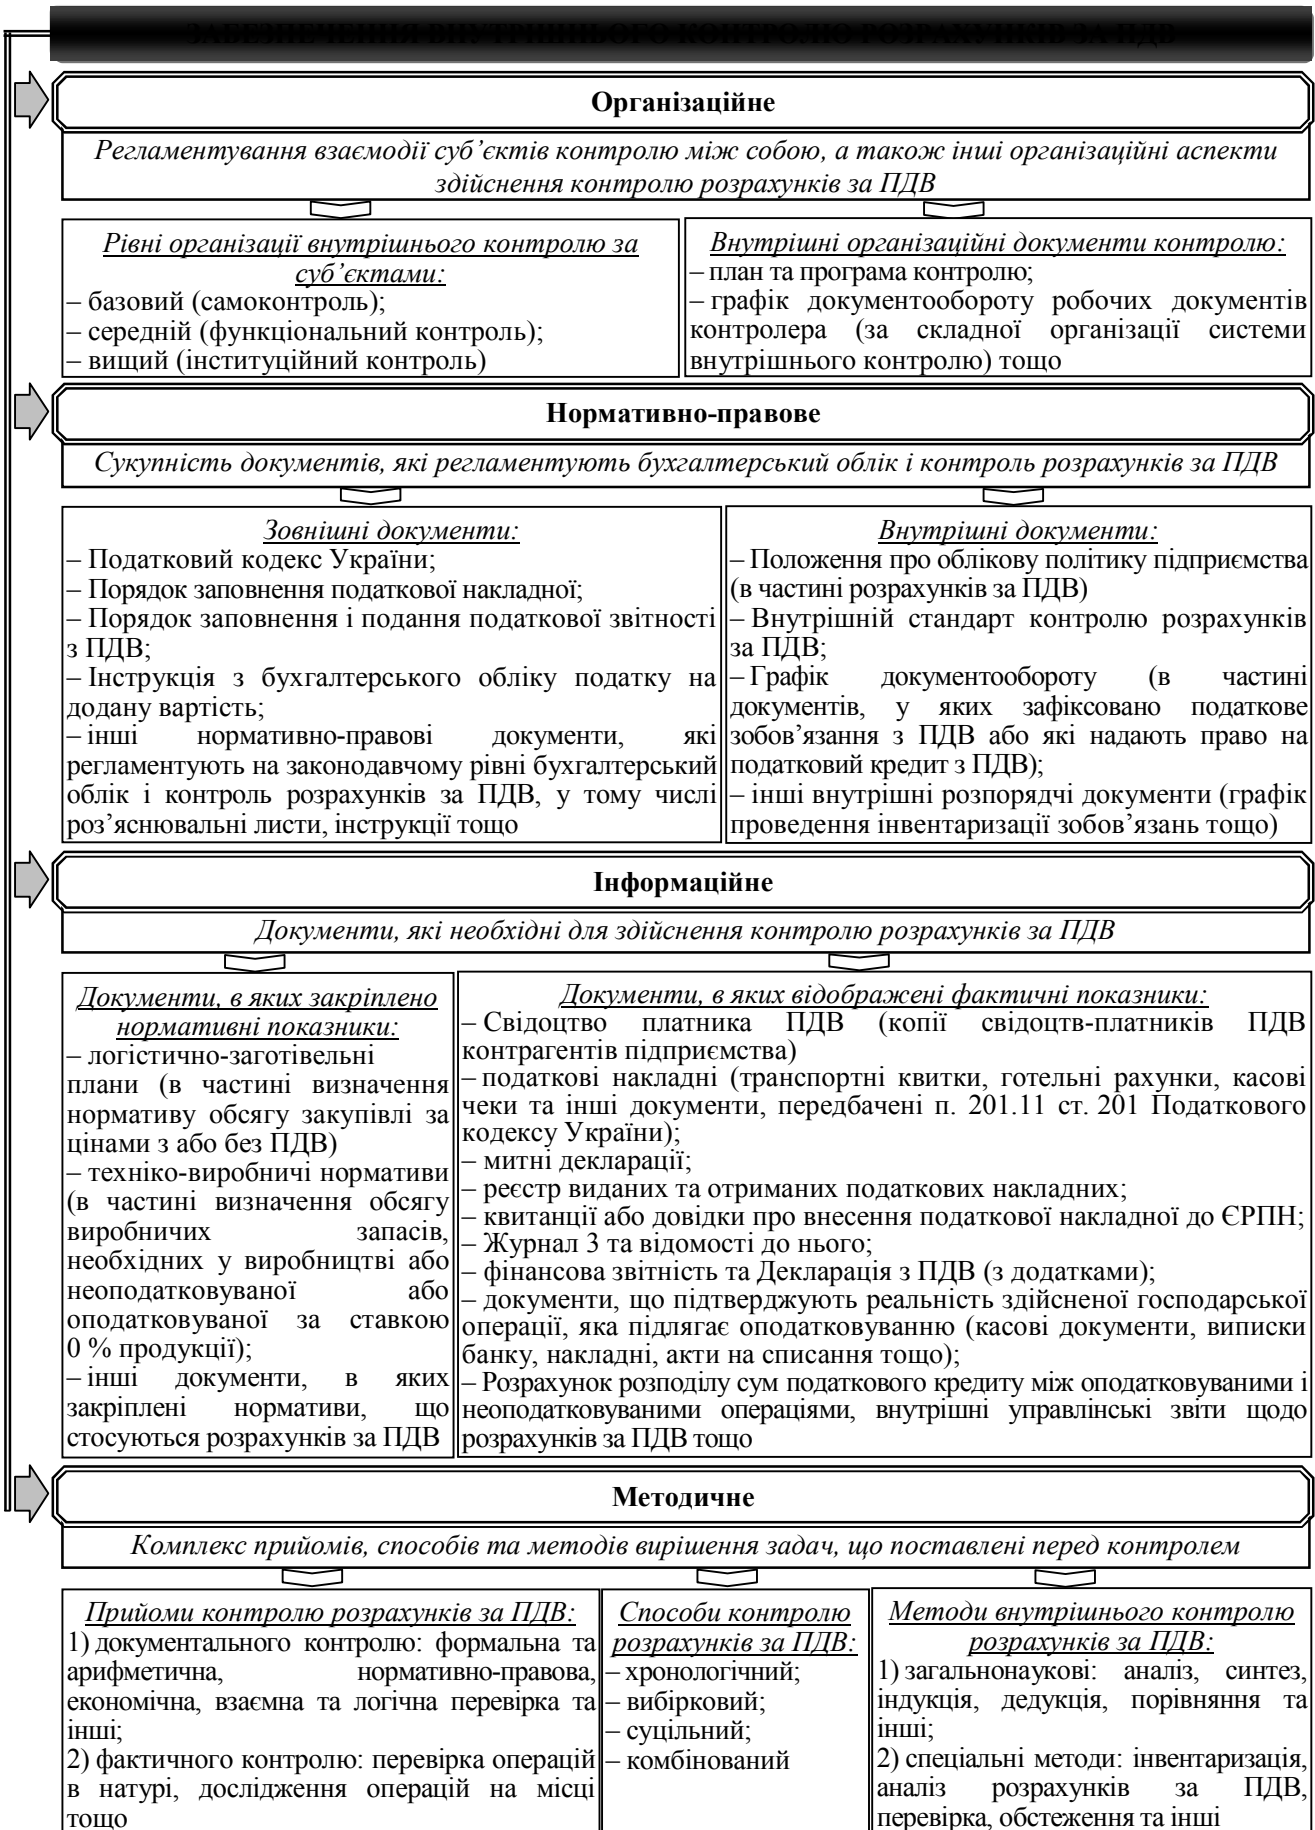 ЗАБЕЗПЕЧЕННЯ ВНУТРІШНЬОГО КОНТРОЛЮ РОЗРАХУНКІВ ЗА ПДВ
Організаційне
Регламентування взаємодії суб’єктів контролю між собою, а також інші організаційні аспекти
здійснення контролю розрахунків за ПДВ
Рівні організації внутрішнього контролю за
суб’єктами:
– базовий (самоконтроль);
– середній (функціональний контроль);
– вищий (інституційний контроль)
Внутрішні організаційні документи контролю:
– план та програма контролю;
– графік документообороту робочих документів
контролера (за складної організації системи
внутрішнього контролю) тощо
Нормативно-правове
Сукупність документів, які регламентують бухгалтерський облік і контроль розрахунків за ПДВ
Зовнішні документи:
– Податковий кодекс України;
– Порядок заповнення податкової накладної;
– Порядок заповнення і подання податкової звітності
з ПДВ;
– Інструкція з бухгалтерського обліку податку на
додану вартість;
– інші нормативно-правові документи, які
регламентують на законодавчому рівні бухгалтерський
облік і контроль розрахунків за ПДВ, у тому числі
роз’яснювальні листи, інструкції тощо
Внутрішні документи:
– Положення про облікову політику підприємства
(в частині розрахунків за ПДВ)
– Внутрішній стандарт контролю розрахунків
за ПДВ;
– Графік документообороту (в частині
документів, у яких зафіксовано податкове
зобов’язання з ПДВ або які надають право на
податковий кредит з ПДВ);
– інші внутрішні розпорядчі документи (графік
проведення інвентаризації зобов’язань тощо)
Інформаційне
Документи, які необхідні для здійснення контролю розрахунків за ПДВ
Документи, в яких закріплено
нормативні показники:
– логістично-заготівельні
плани (в частині визначення
нормативу обсягу закупівлі за
цінами з або без ПДВ)
– техніко-виробничі нормативи
(в частині визначення обсягу
виробничих запасів,
необхідних у виробництві або
неоподатковуваної або
оподатковуваної за ставкою
0 % продукції);
– інші документи, в яких
закріплені нормативи, що
стосуються розрахунків за ПДВ
Документи, в яких відображені фактичні показники:
– Свідоцтво платника ПДВ (копії свідоцтв-платників ПДВ
контрагентів підприємства)
– податкові накладні (транспортні квитки, готельні рахунки, касові
чеки та інші документи, передбачені п. 201.11 ст. 201 Податкового
кодексу України);
– митні декларації;
– реєстр виданих та отриманих податкових накладних;
– квитанції або довідки про внесення податкової накладної до ЄРПН;
– Журнал 3 та відомості до нього;
– фінансова звітність та Декларація з ПДВ (з додатками);
– документи, що підтверджують реальність здійсненої господарської
операції, яка підлягає оподатковуванню (касові документи, виписки
банку, накладні, акти на списання тощо);
– Розрахунок розподілу сум податкового кредиту між оподатковуваними і
неоподатковуваними операціями, внутрішні управлінські звіти щодо
розрахунків за ПДВ тощо
Методичне
Комплекс прийомів, способів та методів вирішення задач, що поставлені перед контролем
Прийоми контролю розрахунків за ПДВ:
1) документального контролю: формальна та
арифметична, нормативно-правова,
економічна, взаємна та логічна перевірка та
інші;
2) фактичного контролю: перевірка операцій
в натурі, дослідження операцій на місці
тощо
Способи контролю
розрахунків за ПДВ:
– хронологічний;
– вибірковий;
– суцільний;
– комбінований
Методи внутрішнього контролю
розрахунків за ПДВ:
1) загальнонаукові: аналіз, синтез,
індукція, дедукція, порівняння та
інші;
2) спеціальні методи: інвентаризація,
аналіз розрахунків за ПДВ,
перевірка, обстеження та інші